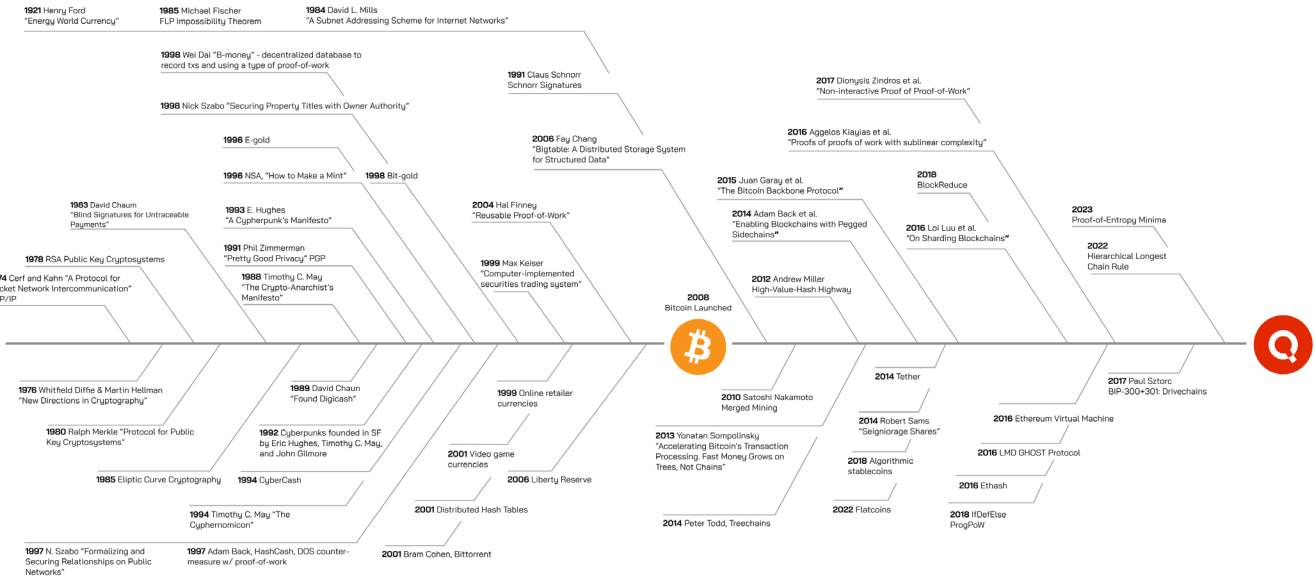 1921 Henry Ford
"Energy World Currency"
1985 Michael Fischer
FLP Impossibility Theorem
1984 David L. Mills
"A Subnet Addressing Scheme for Internet Networks"
1998 Wei Dai "B-money" - decentralized database to
record txs and using a type of proof-of-work
1998 Nick Szabo "Securing Property Titles with Owner Authority"
1996 E-gold
1996 NSA, "How to Make a Mint"
1998 Bit-gold
1983 David Chaum
"Blind Signatures for Untraceable
Payments"
1993 E. Hughes
"A Cypherpunk's Manifesto"
1978 RSA Public Key Cryptosystems
1991 Phil Zimmerman
"Pretty Good Privacy" PGP
74 Cerf and Kahn "A Protocol for
cket Network Intercommunication"
P/IP
1988 Timothy C. May
"The Crypto-Anarchist's
Manifesto"
1991 Claus Schnorr
Schnorr Signatures
2006 Fay Chang
"Bigtable: A Distributed Storage System
for Structured Data"
2004 Hal Finney
"Reusable Proof-of-Work"
1999 Max Keiser
"Computer-implemented
securities trading system"
2008
Bitcoin Launched
2017 Dionysis Zindros et al.
"Non-interactive Proof of Proof-of-Work"
2016 Aggelos Kiayias et al.
"Proofs of proofs of work with sublinear complexity"
2015 Juan Garay et al.
"The Bitcoin Backbone Protocol"
2014 Adam Back et al.
"Enabling Blockchains with Pegged
Sidechains"
2012 Andrew Miller
High-Value-Hash Highway
2018
BlockReduce
2016 Loi Luu et al.
"On Sharding Blockchains"
2023
Proof-of-Entropy Minima
2022
Hierarchical Longest
Chain Rule
1976 Whitfield Diffie & Martin Hellman
"New Directions in Cryptography"
1980 Ralph Merkle "Protocol for Public
Key Cryptosystems"
1985 Eliptic Curve Cryptography
1989 David Chaun
"Found Digicash"
1992 Cyberpunks founded in SF
by Eric Hughes, Timothy C. May,
and John Gilmore
1994 CyberCash
1994 Timothy C. May "The
Cyphernomicon"
1997 N. Szabo "Formalizing and
Securing Relationships on Public
Networks"
1997 Adam Back, HashCash, DOS counter-
measure w/ proof-of-work
1999 Online retailer
currencies
2001 Video game
currencies
2006 Liberty Reserve
2001 Distributed Hash Tables
2001 Bram Cohen, Bittorrent
2010 Satoshi Nakamoto
Merged Mining
2013 Yonatan Sompolinsky
"Accelerating Bitcoin's Transaction
Processing. Fast Money Grows on
Trees, Not Chains"
2014 Peter Todd, Treechains
2014 Tether
2014 Robert Sams
"Seigniorage Shares"
2018 Algorithmic
stablecoins
2022 Flatcoins
2017 Paul Sztorc
BIP-300+301: Drivechains
2016 Ethereum Virtual Machine
2016 LMD GHOST Protocol
2016 Ethash
2018 IfDefElse
ProgPoW